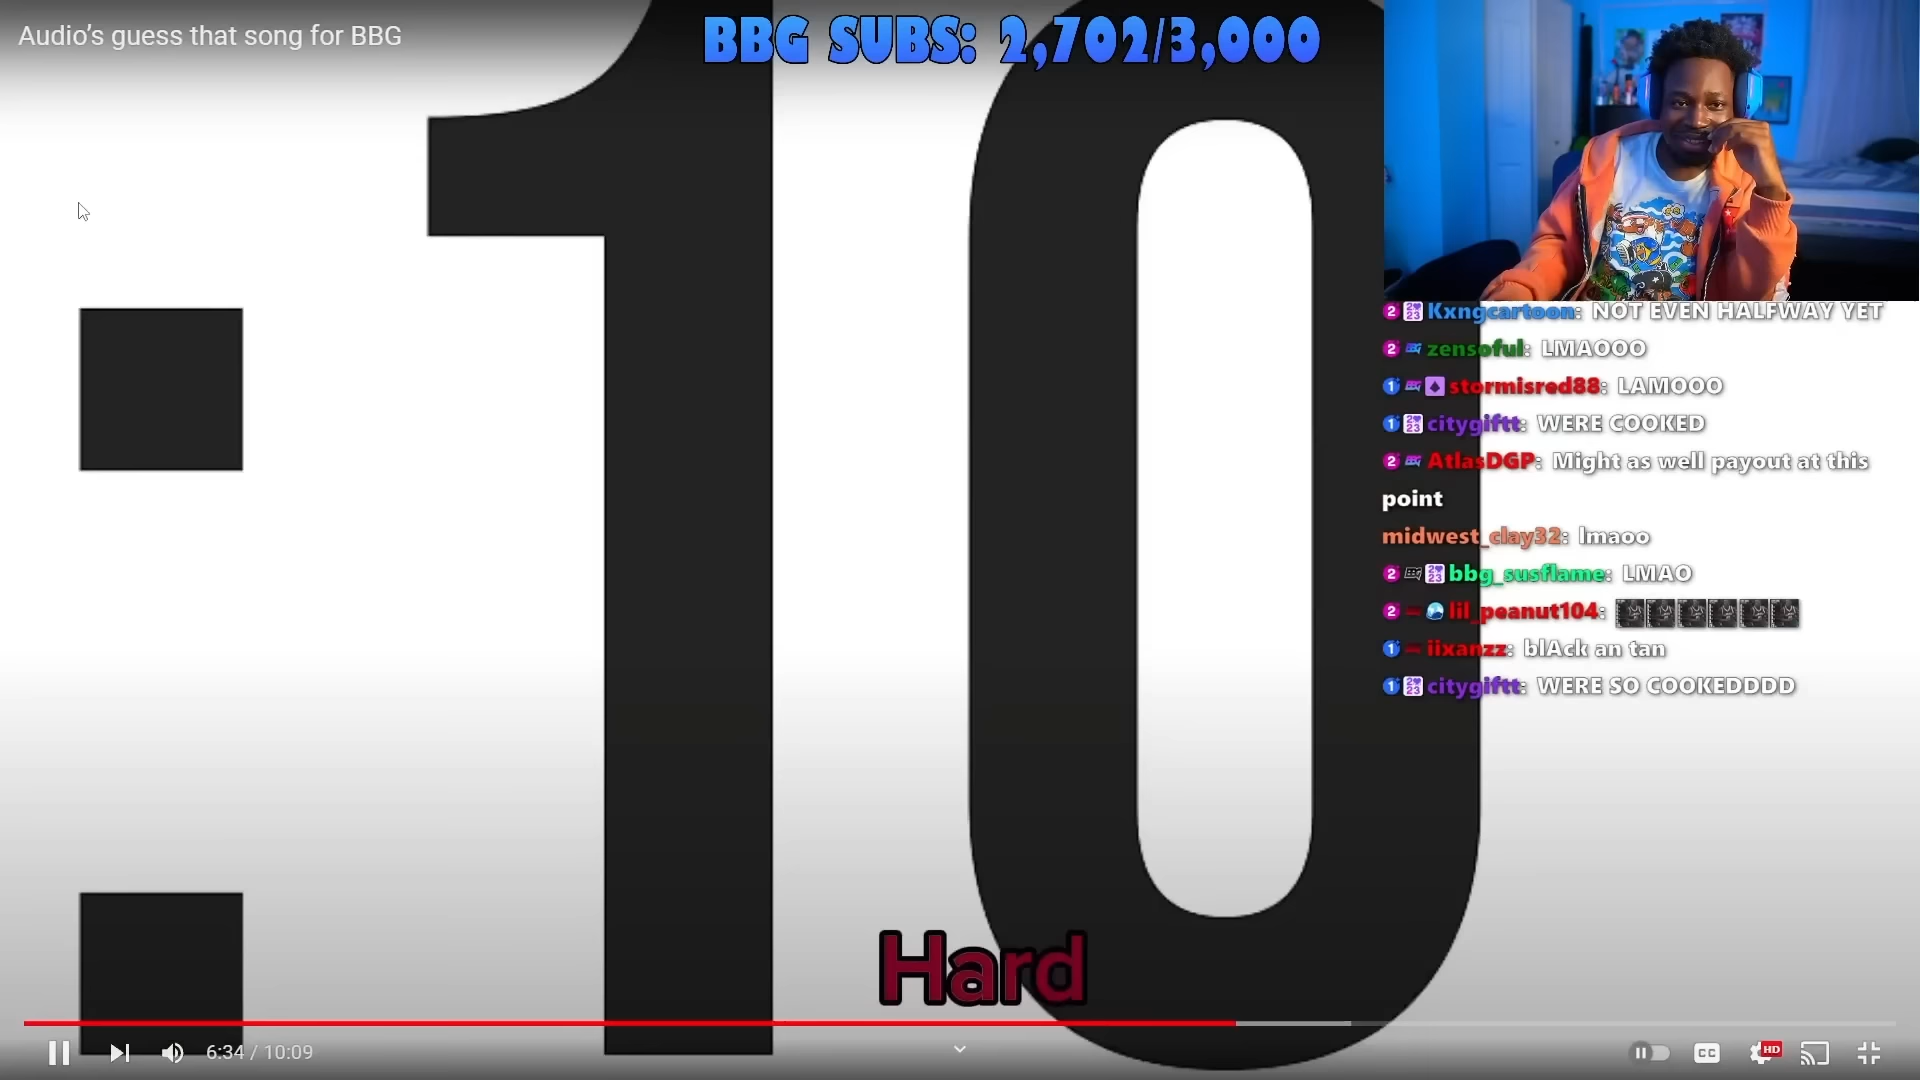 Audio’s guess that song for BBG
BBG SUBS: 2,702/3,000
:10
Kxngcartoon: NOT EVEN HALFWAY YET
zensoful: LMAOOO
stormisred88: LAMOOO
citygiftt: WERE COOKED
AtlasDGP: Might as well payout at this
point
midwest_clay32: lmaoo
bbg_susflame: LMAO
lil_peanut104:
iixanzz: blAck an tan
citygiftt: WERE SO COOKEDDDD
Hard
6:34 / 10:09
CC
HD